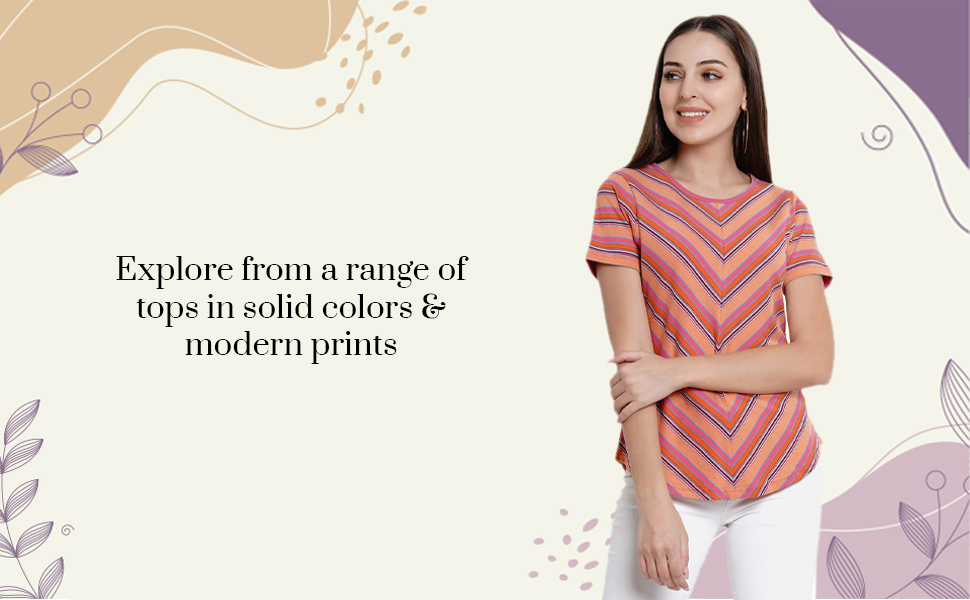 Explore from a range of
tops in solid colors &
modern prints